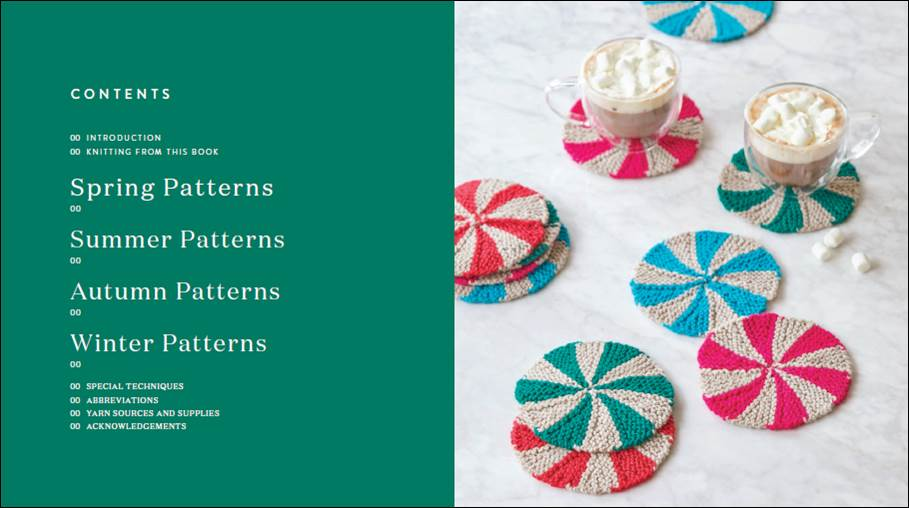 CONTENTS
00 INTRODUCTION
00 KNITTING FROM THIS BOOK
Spring Patterns
00
Summer Patterns
00
Autumn Patterns
00
Winter Patterns
00
00 SPECIAL TECHNIQUES
00 ABBREVIATIONS
00 YARN SOURCES AND SUPPLIES
00 ACKNOWLEDGEMENTS